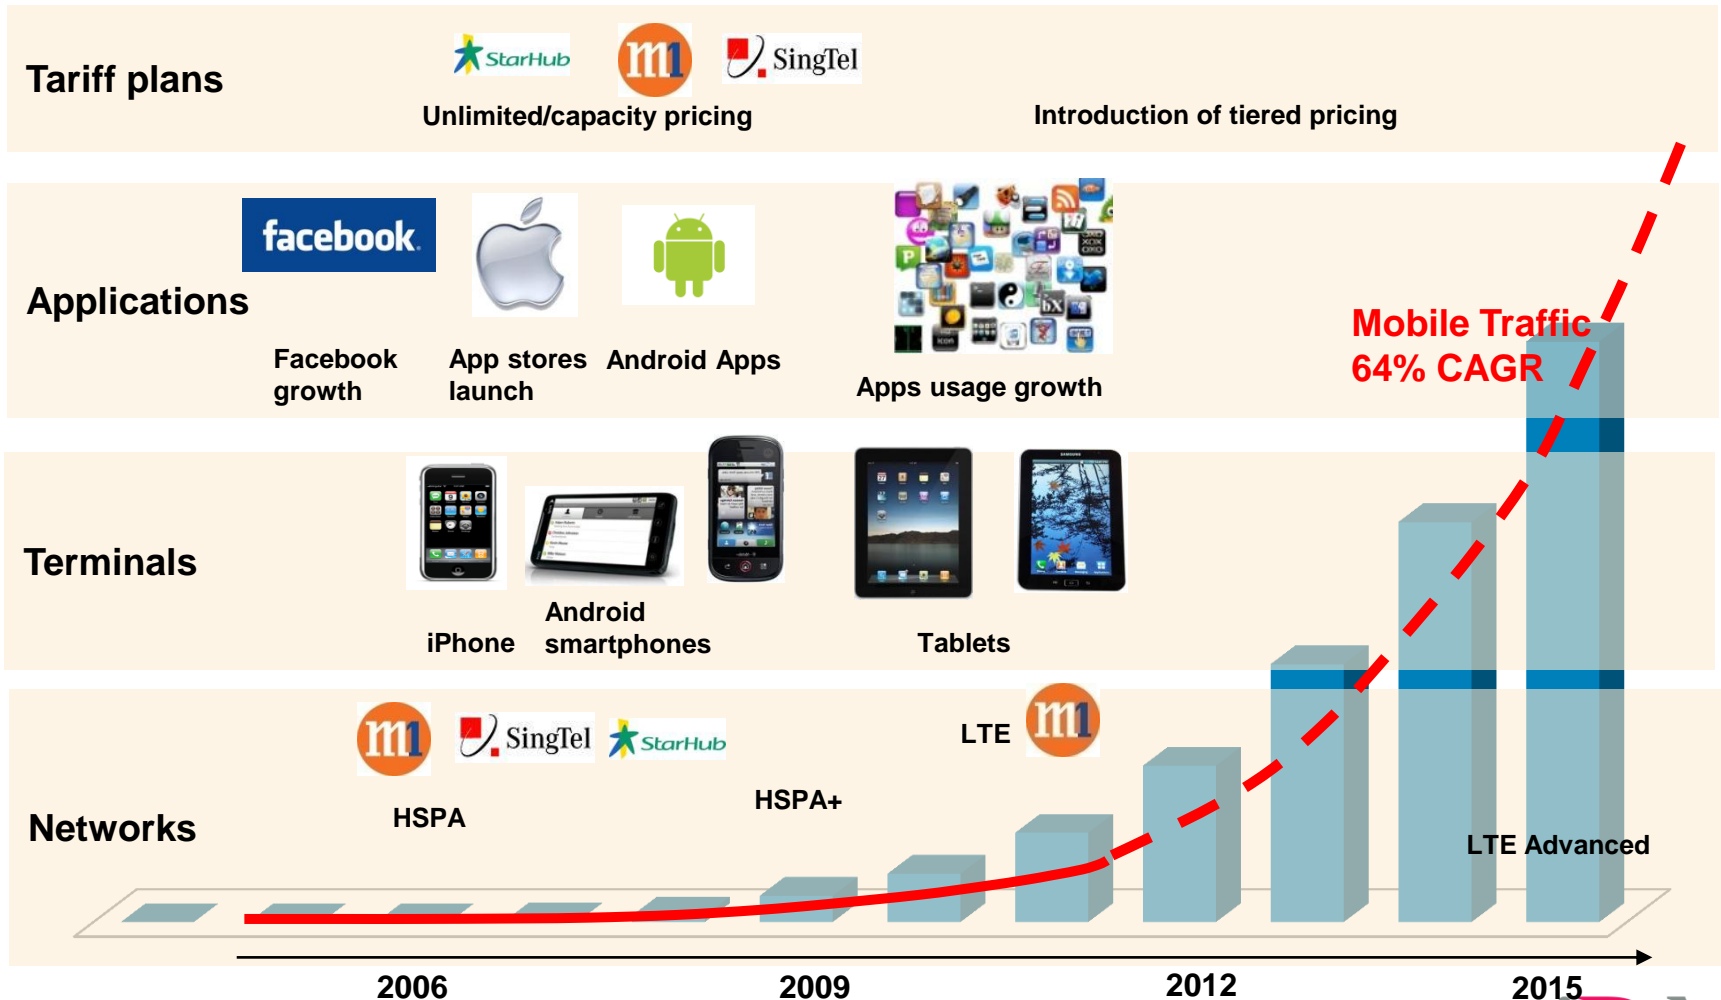 Tariff plans
StarHub
m1
SingTel
Unlimited/capacity pricing
Introduction of tiered pricing
Applications
facebook.
Facebook
growth
App stores
launch
Android Apps
Apps usage growth
Mobile Traffic
64% CAGR
Terminals
iPhone
Android
smartphones
SAMSUNG
Tablets
Networks
m1
SingTel
StarHub
LTE
m1
HSPA
HSPA+
LTE Advanced
2006
2009
2012
2015